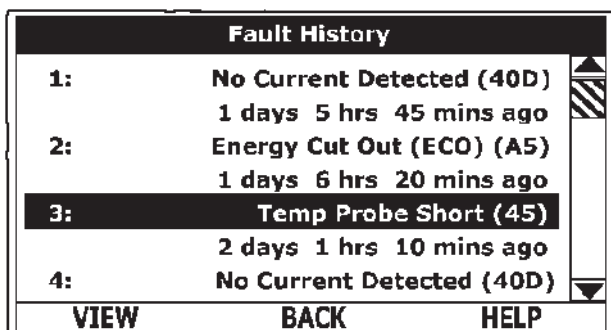 Fault History
1: No Current Detected (40D)
1 days 5 hrs 45 mins ago
2: Energy Cut Out (ECO) (A5)
1 days 6 hrs 20 mins ago
3: Temp Probe Short (45)
2 days 1 hrs 10 mins ago
4: No Current Detected (40D)
VIEW BACK HELP